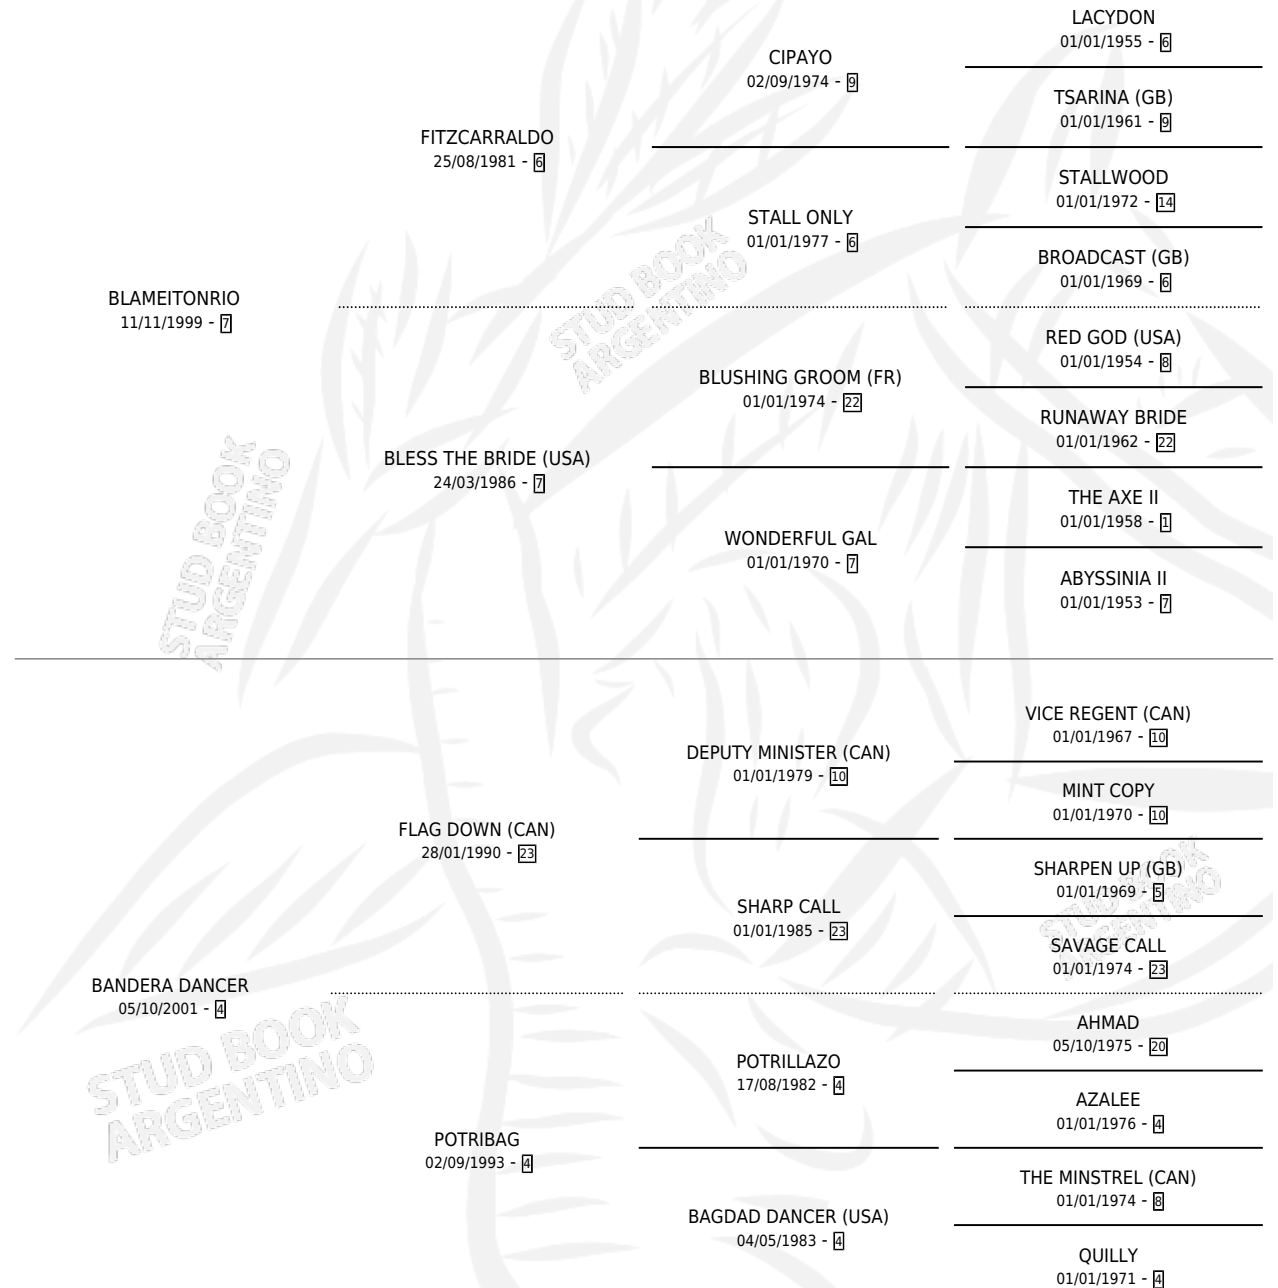 LACYDON
01/01/1955 - 6
CIPAYO
02/09/1974 - 9
TSARINA (GB)
01/01/1961 - 9
FITZCARRALDO
25/08/1981 - 6
STALLWOOD
01/01/1972 - 14
STALL ONLY
01/01/1977 - 6
BROADCAST (GB)
01/01/1969 - 6
BLAMEITONRIO
11/11/1999 - 7
RED GOD (USA)
01/01/1954 - 8
BLUSHING GROOM (FR)
01/01/1974 - 22
RUNAWAY BRIDE
01/01/1962 - 22
BLESS THE BRIDE (USA)
24/03/1986 - 7
THE AXE II
01/01/1958 - 1
WONDERFUL GAL
01/01/1970 - 7
ABYSSINIA II
01/01/1953 - 7
VICE REGENT (CAN)
01/01/1967 - 10
DEPUTY MINISTER (CAN)
01/01/1979 - 10
MINT COPY
01/01/1970 - 10
FLAG DOWN (CAN)
28/01/1990 - 23
SHARPEN UP (GB)
01/01/1969 - 5
SHARP CALL
01/01/1985 - 23
SAVAGE CALL
01/01/1974 - 23
BANDERA DANCER
05/10/2001 - 4
AHMAD
05/10/1975 - 20
POTRILLAZO
17/08/1982 - 4
AZALEE
01/01/1976 - 4
POTRIBAG
02/09/1993 - 4
THE MINSTREL (CAN)
01/01/1974 - 8
BAGDAD DANCER (USA)
04/05/1983 - 4
QUILLY
01/01/1971 - 4
STUD BOOK
ARGENTINO
STUD BOOK
ARGENTINO
STUD BOOK
ARGENTINO
STUD BOOK
ARGENTINO